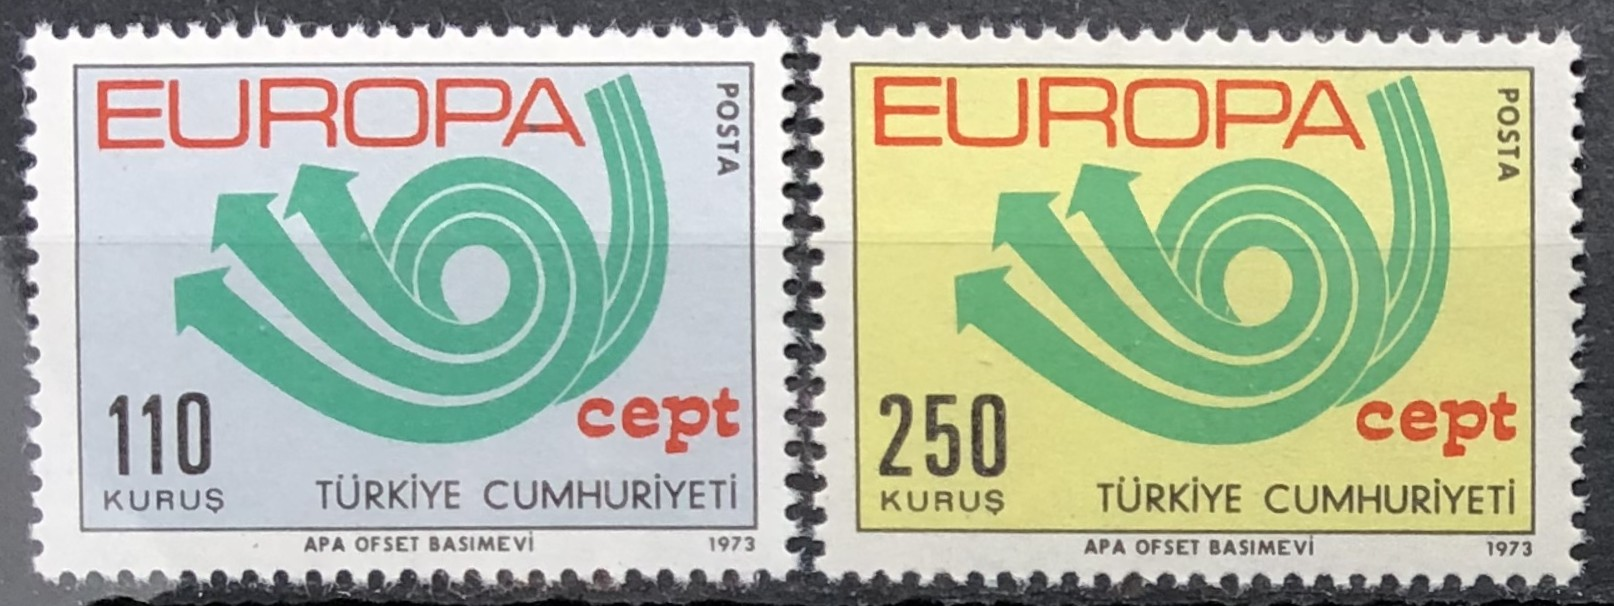 EUROPA
POSTA
cept
110
KURUŞ
TÜRKİYE CUMHURİYETİ
APA OFSET BASIMEVİ 1973
EUROPA
POSTA
cept
250
KURUŞ
TÜRKİYE CUMHURİYETİ
APA OFSET BASIMEVİ 1973